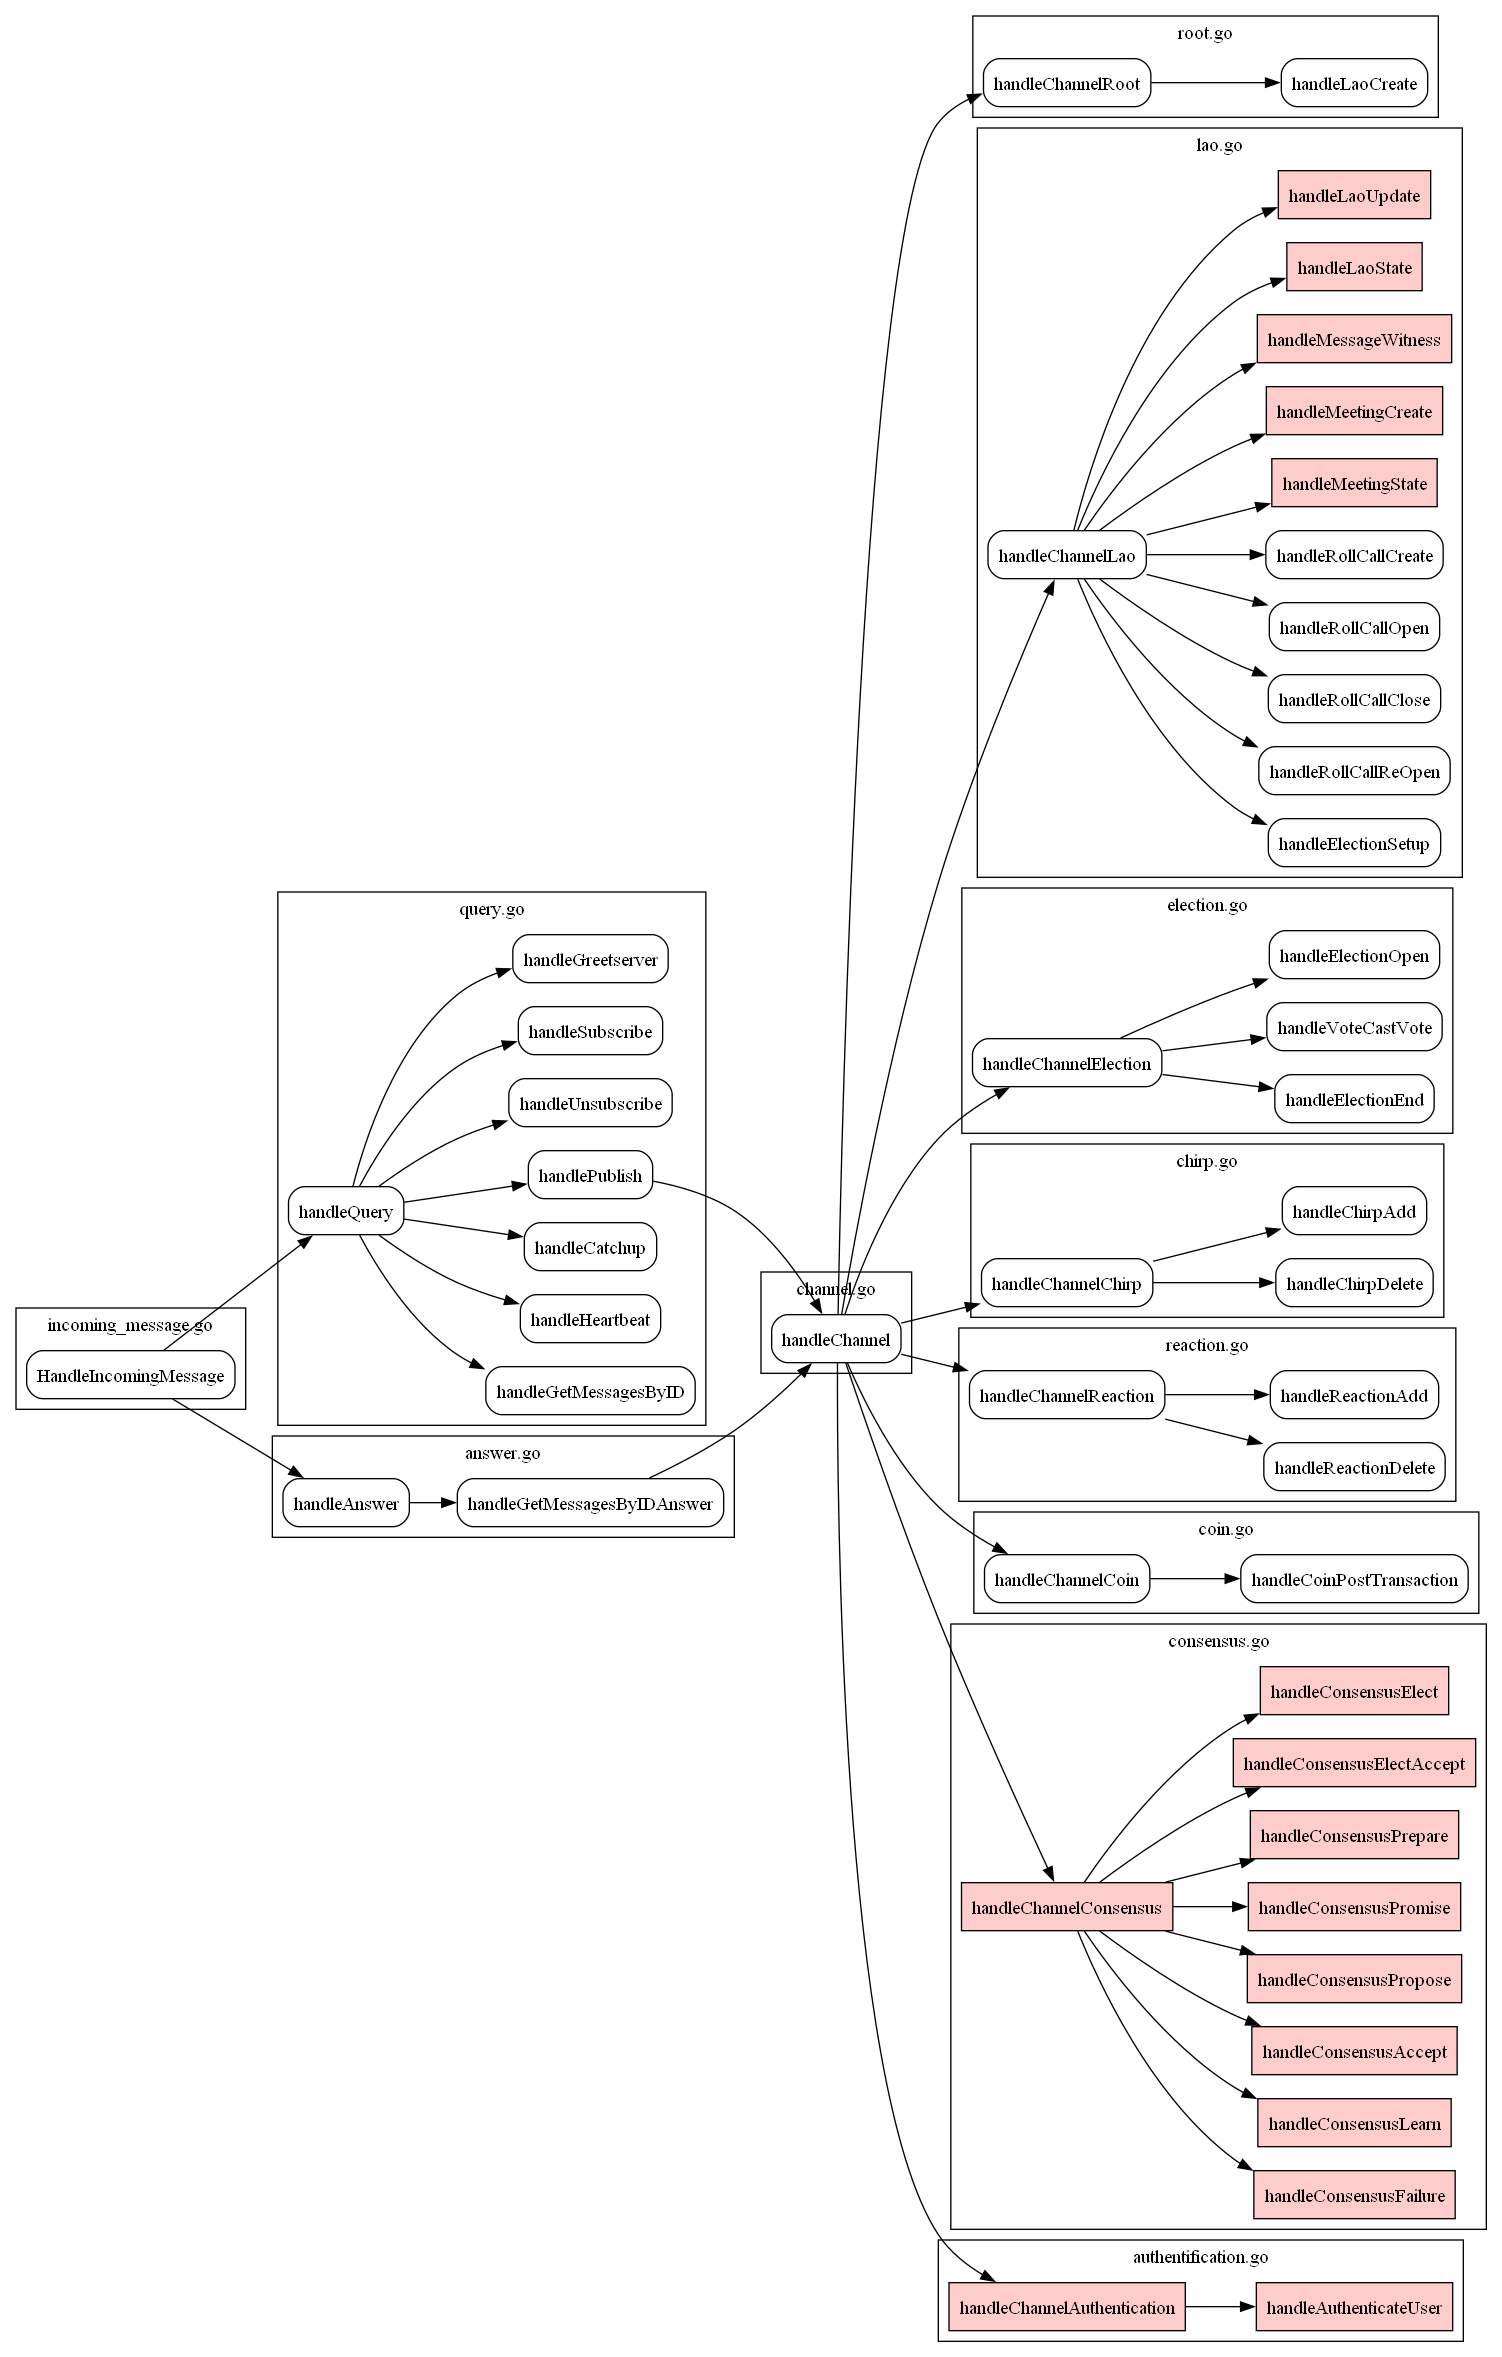 root.go
handleChannelRoot
handleLaoCreate
lao.go
handleLaoUpdate
handleLaoState
handleMessageWitness
handleMeetingCreate
handleMeetingState
handleChannelLao
handleRollCallCreate
handleRollCallOpen
handleRollCallClose
handleRollCallReOpen
handleElectionSetup
query.go
handleGreetserver
handleSubscribe
handleUnsubscribe
handlePublish
handleQuery
handleCatchup
handleHeartbeat
handleGetMessagesByID
incoming_message.go
HandleIncomingMessage
answer.go
handleAnswer
handleGetMessagesByIDAnswer
channel.go
handleChannel
election.go
handleElectionOpen
handleVoteCastVote
handleChannelElection
handleElectionEnd
chirp.go
handleChirpAdd
handleChannelChirp
handleChirpDelete
reaction.go
handleChannelReaction
handleReactionAdd
handleReactionDelete
coin.go
handleChannelCoin
handleCoinPostTransaction
consensus.go
handleConsensusElect
handleConsensusElectAccept
handleConsensusPrepare
handleChannelConsensus
handleConsensusPromise
handleConsensusPropose
handleConsensusAccept
handleConsensusLearn
handleConsensusFailure
authentification.go
handleChannelAuthentication
handleAuthenticateUser